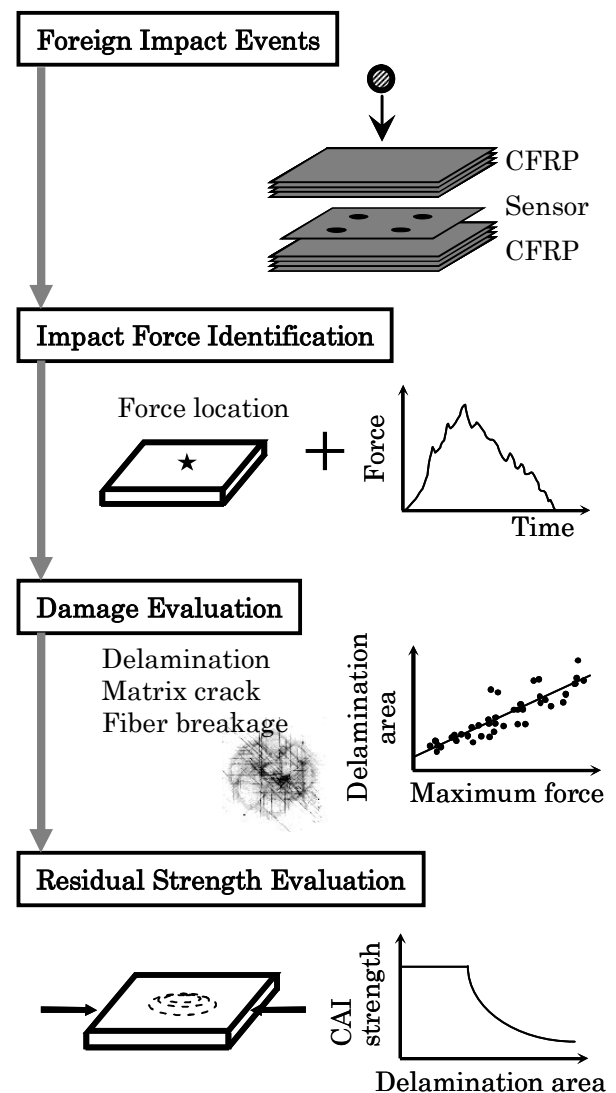 Foreign Impact Events
CFRP
Sensor
CFRP
Impact Force Identification
Force location
Force
Time
Damage Evaluation
Delamination
Matrix crack
Fiber breakage
Delamination
area
Maximum force
Residual Strength Evaluation
CAI
strength
Delamination area